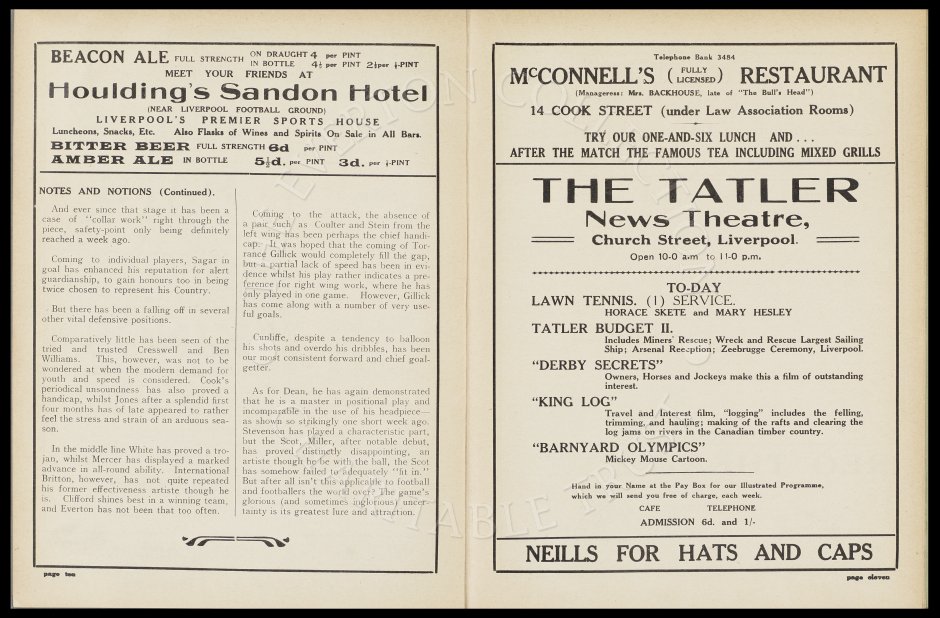 BEACON ALE FULL STRENGTH ON DRAUGHT 4 per PINT
IN BOTTLE 4½ per PINT 2½per ½-PINT
MEET YOUR FRIENDS AT
Houlding's Sandon Hotel
(NEAR LIVERPOOL FOOTBALL GROUND)
LIVERPOOL'S PREMIER SPORTS HOUSE
Luncheons, Snacks, Etc. Also Flasks of Wines and Spirits On Sale in All Bars.
BITTER BEER FULL STRENGTH 6d per PINT
AMBER ALE IN BOTTLE 5½d. per PINT 3d. per ½-PINT
NOTES AND NOTIONS (Continued).
And ever since that stage it has been a
case of "collar work" right through the
piece, safety-point only being definitely
reached a week ago.
Coming to individual players, Sagar in
goal has enhanced his reputation for alert
guardianship, to gain honours too in being
twice chosen to represent his Country.
But there has been a falling off in several
other vital defensive positions.
Comparatively little has been seen of the
tried and trusted Cresswell and Ben
Williams. This, however, was not to be
wondered at when the modern demand for
youth and speed is considered. Cook's
periodical unsoundness has also proved a
handicap, whilst Jones after a splendid first
four months has of late appeared to rather
feel the stress and strain of an arduous sea-
son.
In the middle line White has proved a tro-
jan, whilst Mercer has displayed a marked
advance in all-round ability. International
Britton, however, has not quite repeated
his former effectiveness artiste though he
is. Clifford shines best in a winning team,
and Everton has not been that too often.
Coming to the attack, the absence of
a pair such as Coulter and Stein from the
left wing has been perhaps the chief handi-
cap. It was hoped that the coming of Tor-
rance Gillick would completely fill the gap,
but a partial lack of speed has been in evi-
dence whilst his play rather indicates a pre-
ference for right wing work, where he has
only played in one game. However, Gillick
has come along with a number of very use-
ful goals.
Cunliffe, despite a tendency to balloon
his shots and overdo his dribbles, has been
our most consistent forward and chief goal-
getter.
As for Dean, he has again demonstrated
that he is a master in positional play and
incomparable in the use of his headpiece—
as shown so strikingly one short week ago.
Stevenson has played a characteristic part,
but the Scot, Miller, after notable debut,
has proved distinctly disappointing, an
artiste though he be with the ball, the Scot
has somehow failed to adequately "fit in."
But after all isn't this applicable to football
and footballers the world over? The game's
glorious (and sometimes inglorious) uncer-
tainty is its greatest lure and attraction.
page ten
Telephone Bank 3484
McCONNELL'S (FULLY LICENSED) RESTAURANT
(Manageress: Mrs. BACKHOUSE, late of "The Bull's Head")
14 COOK STREET (under Law Association Rooms)
TRY OUR ONE-AND-SIX LUNCH AND . . .
AFTER THE MATCH THE FAMOUS TEA INCLUDING MIXED GRILLS
THE TATLER
News Theatre,
Church Street, Liverpool.
Open 10-0 a.m. to 11-0 p.m.
TO-DAY
LAWN TENNIS. (1) SERVICE.
HORACE SKETE and MARY HESLEY
TATLER BUDGET II.
Includes Miners' Rescue; Wreck and Rescue Largest Sailing
Ship; Arsenal Reception; Zeebrugge Ceremony, Liverpool.
"DERBY SECRETS"
Owners, Horses and Jockeys make this a film of outstanding
interest.
"KING LOG"
Travel and Interest film, "logging" includes the felling,
trimming, and hauling; making of the rafts and clearing the
log jams on rivers in the Canadian timber country.
"BARNYARD OLYMPICS"
Mickey Mouse Cartoon.
Hand in your Name at the Pay Box for our Illustrated Programme,
which we will send you free of charge, each week.
CAFE TELEPHONE
ADMISSION 6d. and 1/-
NEILLS FOR HATS AND CAPS
page eleven